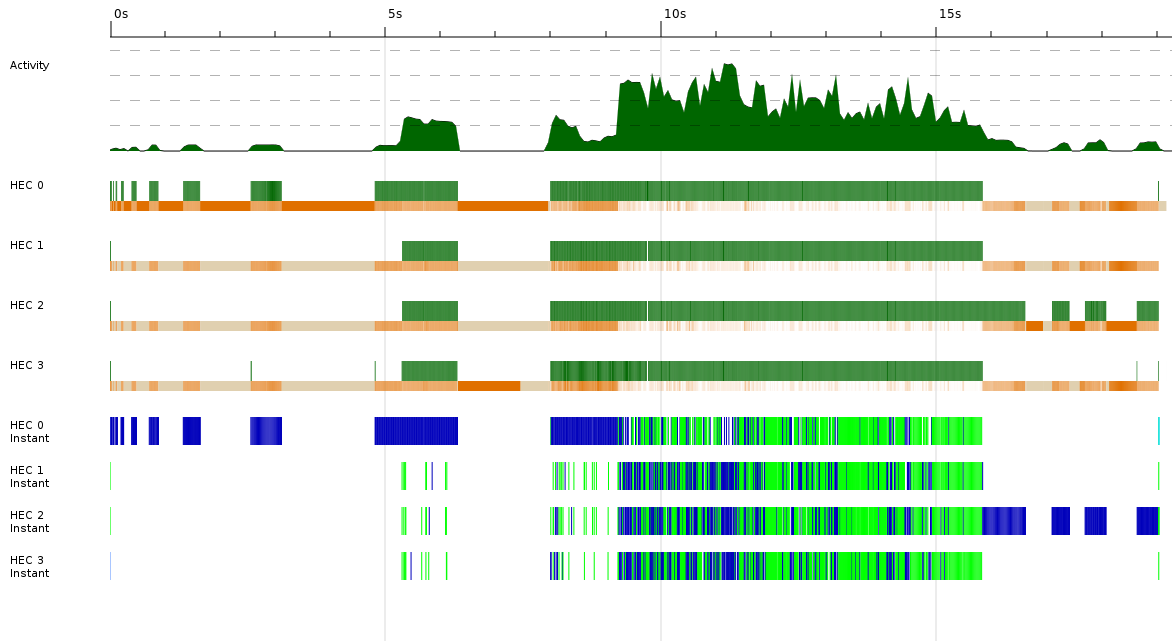 0s 5s 10s 15s
Activity
HEC 0
HEC 1
HEC 2
HEC 3
HEC 0
Instant
HEC 1
Instant
HEC 2
Instant
HEC 3
Instant